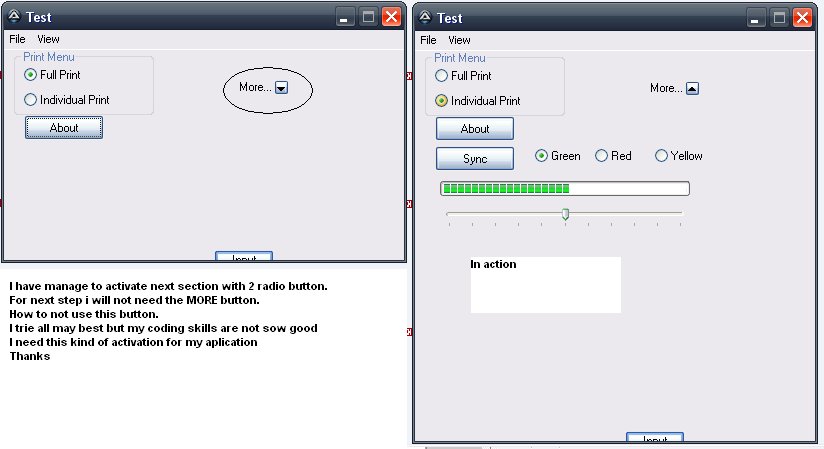 Test
File View
Print Menu
Full Print
More...
Individual Print
About
Input
I have manage to activate next section with 2 radio button.
For next step i will not need the MORE button.
How to not use this button.
I trie all may best but my coding skills are not sow good
I need this kind of activation for my aplication
Thanks
Test
File View
Print Menu
Full Print
More...
Individual Print
About
Sync Green Red Yellow
In action
Input